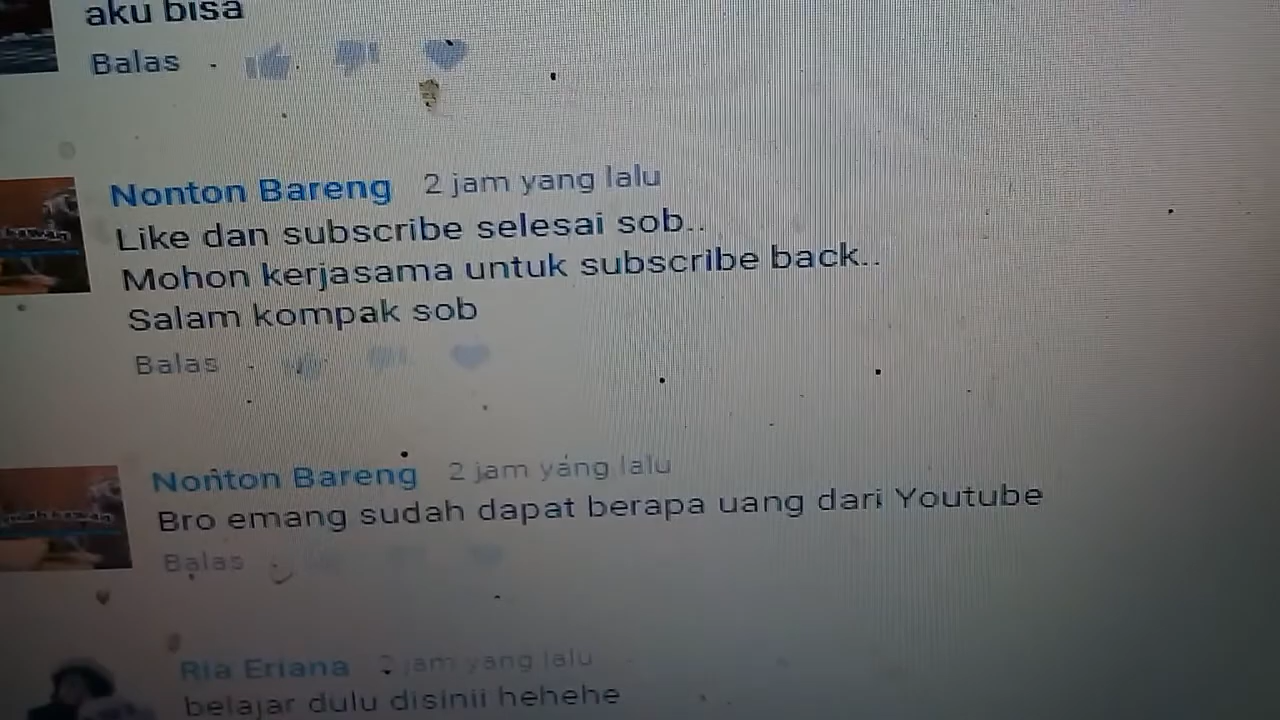 aku bisa
Balas
Nonton Bareng 2 jam yang lalu
Like dan subscribe selesai sob..
Mohon kerjasama untuk subscribe back..
Salam kompak sob
Balas
Nonton Bareng 2 jam yang lalu
Bro emang sudah dapat berapa uang dari Youtube
Balas
Ria Eriana 2 jam yang lalu
belajar dulu disinii hehehe